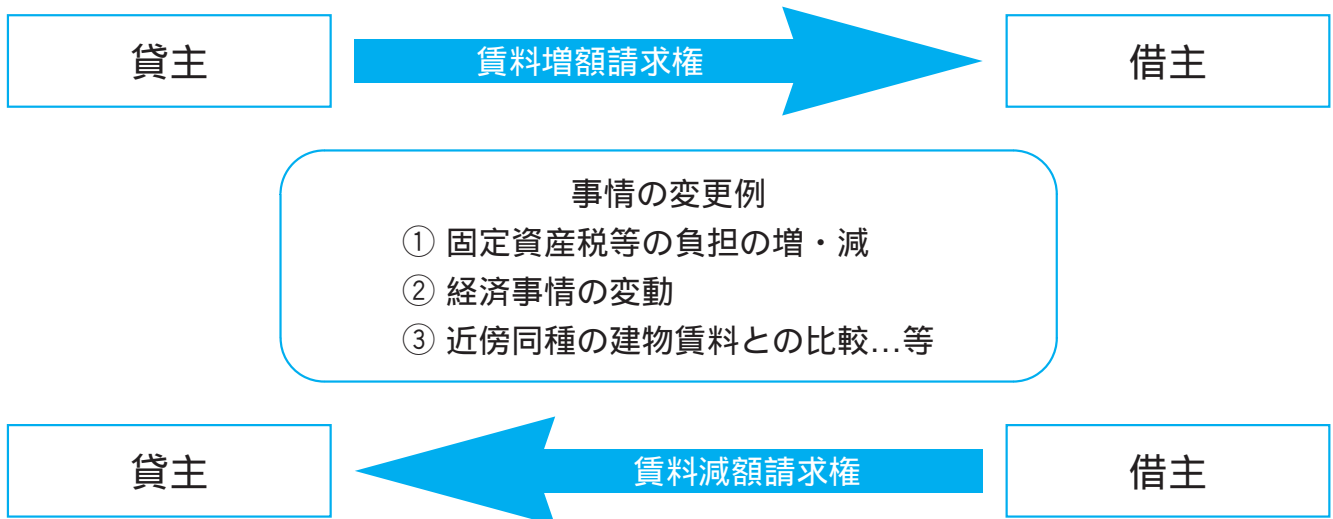 貸主
賃料増額請求権
借主
事情の変更例
① 固定資産税等の負担の増・減
② 経済事情の変動
③ 近傍同種の建物賃料との比較…等
貸主
賃料減額請求権
借主